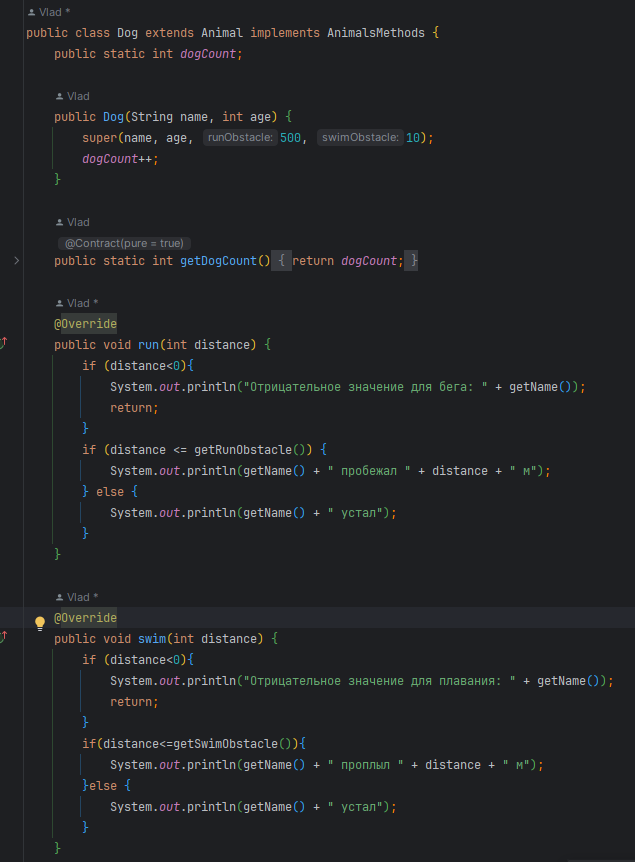 Vlad *
public class Dog extends Animal implements AnimalsMethods {
    public static int dogCount;
    Vlad
    public Dog(String name, int age) {
        super(name, age, runObstacle: 500, swimObstacle: 10);
        dogCount++;
    }
    Vlad
    @Contract(pure = true)
    public static int getDogCount() { return dogCount; }
    Vlad *
    @Override
    public void run(int distance) {
        if (distance<0){
            System.out.println("Отрицательное значение для бега: " + getName());
            return;
        }
        if (distance <= getRunObstacle()) {
            System.out.println(getName() + " пробежал " + distance + " м");
        } else {
            System.out.println(getName() + " устал");
        }
    }
    Vlad *
    @Override
    public void swim(int distance) {
        if (distance<0){
            System.out.println("Отрицательное значение для плавания: " + getName());
            return;
        }
        if(distance<=getSwimObstacle()){
            System.out.println(getName() + " проплыл " + distance + " м");
        }else {
            System.out.println(getName() + " устал");
        }
    }